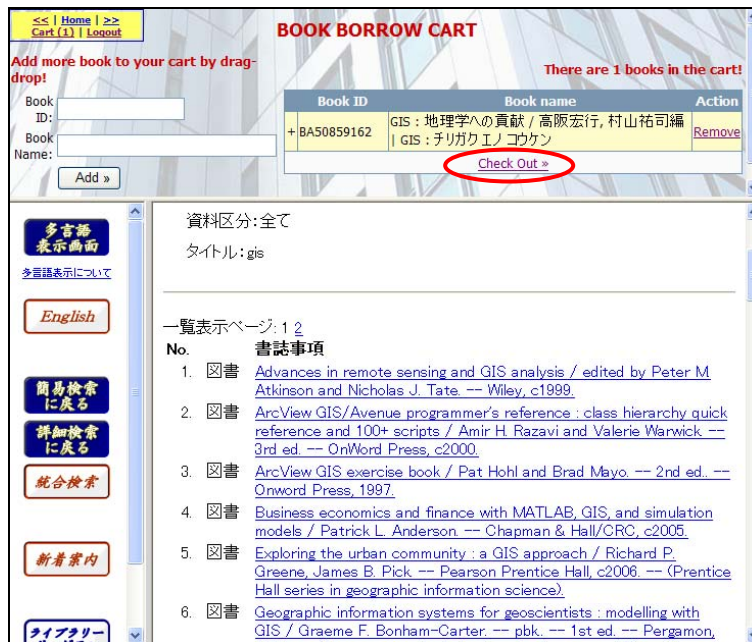 << | Home | >>
Cart (1) | Logout
BOOK BORROW CART
Add more book to your cart by drag-
drop!
There are 1 books in the cart!
Book
ID:
Book
Name:
Add »
Book ID Book name Action
+ BA50859162 GIS : 地理学への貢献 / 高阪宏行, 村山祐司編
| GIS : チリガク エノ コウケン Remove
Check Out »
多言語
表示画面
多言語表示について
English
簡易検索
に戻る
詳細検索
に戻る
統合検索
新着案内
ライブラリー
資料区分:全て
タイトル:gis
一覧表示ページ: 1 2
No. 書誌事項
1. 図書 Advances in remote sensing and GIS analysis / edited by Peter M.
Atkinson and Nicholas J. Tate. -- Wiley, c1999.
2. 図書 ArcView GIS/Avenue programmer's reference : class hierarchy quick
reference and 100+ scripts / Amir H. Razavi and Valerie Warwick. --
3rd ed. -- OnWord Press, c2000.
3. 図書 ArcView GIS exercise book / Pat Hohl and Brad Mayo. -- 2nd ed.. --
Onword Press, 1997.
4. 図書 Business economics and finance with MATLAB, GIS, and simulation
models / Patrick L. Anderson. -- Chapman & Hall/CRC, c2005.
5. 図書 Exploring the urban community : a GIS approach / Richard P.
Greene, James B. Pick. -- Pearson Prentice Hall, c2006. -- (Prentice
Hall series in geographic information science).
6. 図書 Geographic information systems for geoscientists : modelling with
GIS / Graeme F. Bonham-Carter. -- pbk.. -- 1st ed. -- Pergamon,